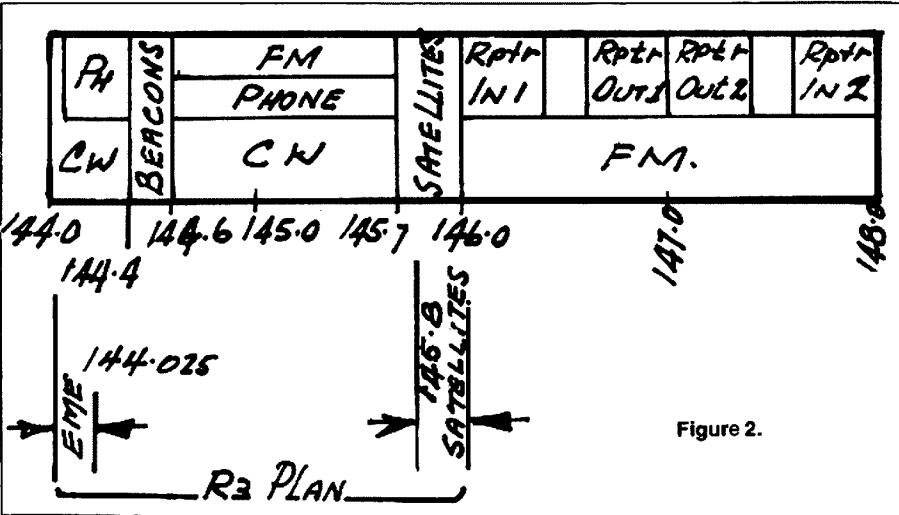 PH
BEACONS
FM
PHONE
SATELLITES
Rptr
IN 1
Rptr
OUT 1
Rptr
Out 2
Rptr
IN 2
CW
CW
FM.
144.0
144.4
144.6
145.0
145.7
146.0
147.0
148.0
EME
144.025
145.8
SATELLITES
Figure 2.
R3 PLAN